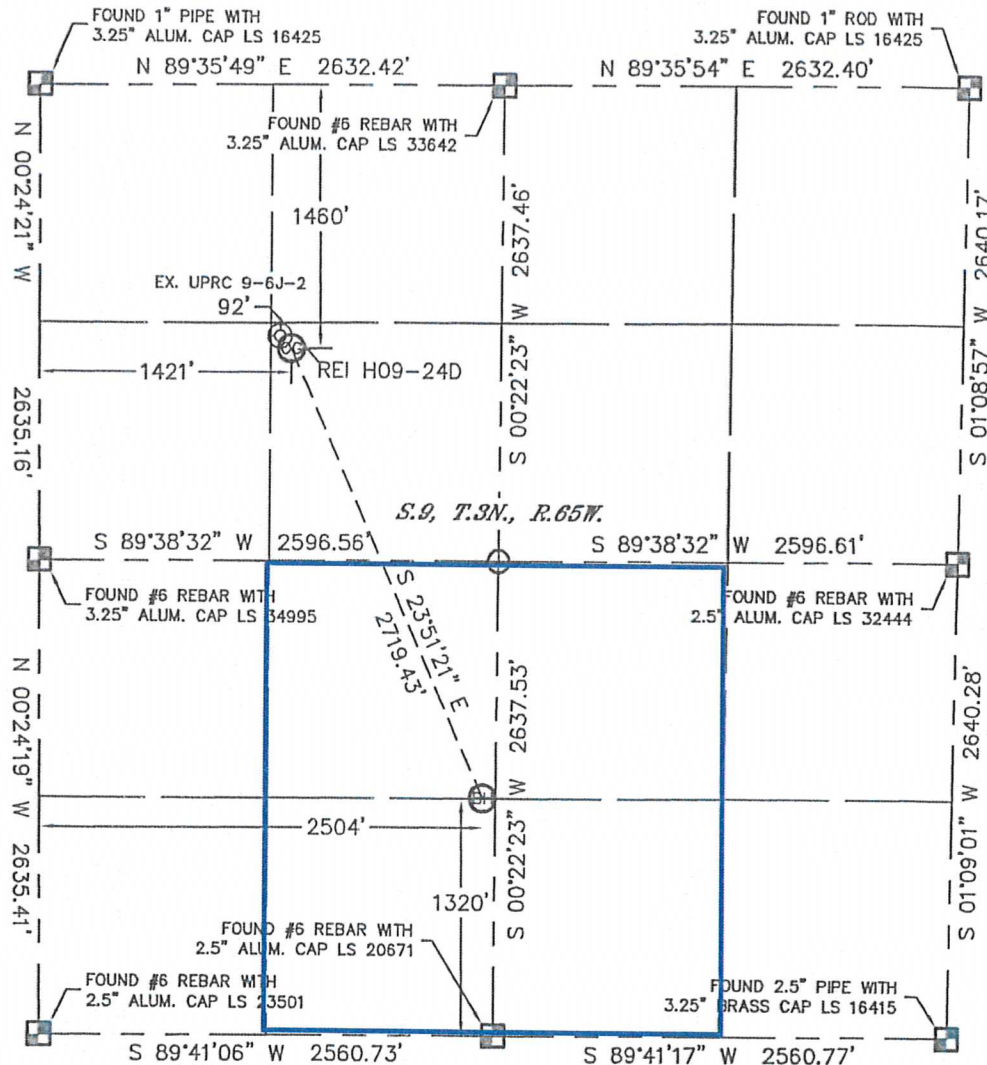 FOUND 1" PIPE WITH
3.25" ALUM. CAP LS 16425
FOUND 1" ROD WITH
3.25" ALUM. CAP LS 16425
N 89°35'49" E 2632.42'
N 89°35'54" E 2632.40'
FOUND #6 REBAR WITH
3.25" ALUM. CAP LS 33642
N 00°24'21" W 2635.16'
1460'
S 00°22'23" W 2637.46'
S 01°08'57" W 2640.17'
EX. UPRC 9-6J-2
92'
REI H09-24D
1421'
S.9, T.3N., R.65W.
S 89°38'32" W 2596.56'
S 89°38'32" W 2596.61'
FOUND #6 REBAR WITH
3.25" ALUM. CAP LS 34995
FOUND #6 REBAR WITH
2.5" ALUM. CAP LS 32444
S 23°51'21" E
2719.43'
N 00°24'19" W 2635.41'
S 00°22'23" W 2637.53'
S 01°09'01" W 2640.28'
2504'
1320'
FOUND #6 REBAR WITH
2.5" ALUM. CAP LS 20671
FOUND #6 REBAR WITH
2.5" ALUM. CAP LS 23501
FOUND 2.5" PIPE WITH
3.25" BRASS CAP LS 16415
S 89°41'06" W 2560.73'
S 89°41'17" W 2560.77'